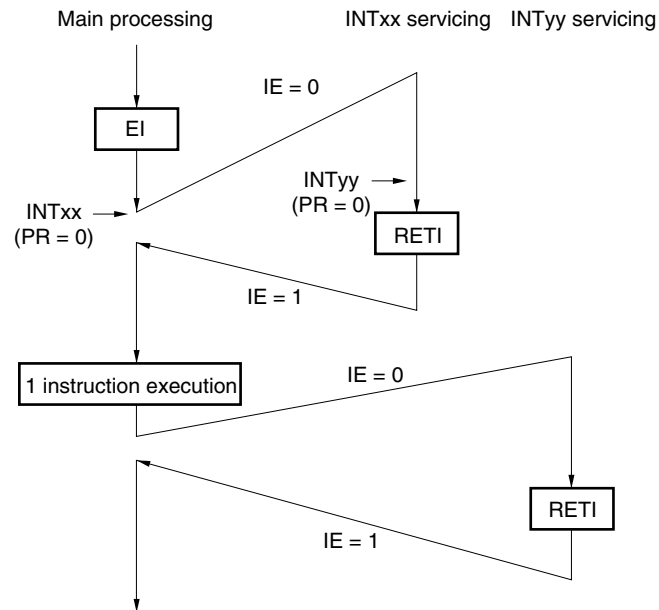 Main processing
INTxx servicing
INTyy servicing
IE = 0
EI
INTyy
(PR = 0)
INTxx
(PR = 0)
RETI
IE = 1
1 instruction execution
IE = 0
RETI
IE = 1